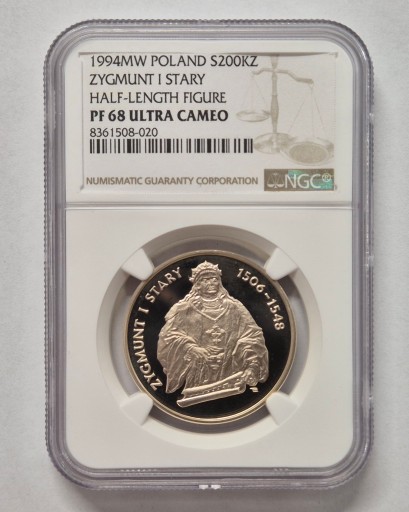 1994MW POLAND S200KZ
ZYGMUNT I STARY
HALF-LENGTH FIGURE
PF 68 ULTRA CAMEO
8361508-020
NUMISMATIC GUARANTY CORPORATION
NGC
ZYGMUNT I STARY
1506-1548